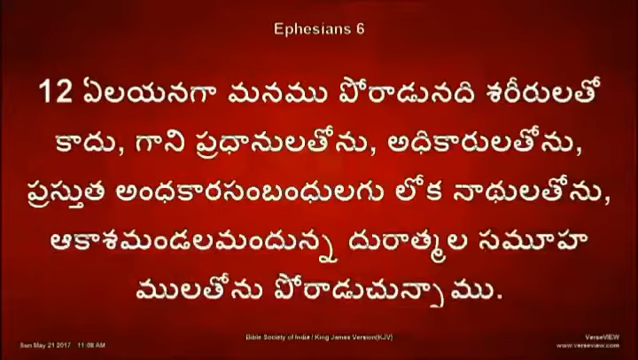 Ephesians 6
12 ఏలయనగా మనము పోరాడునది శరీరులతో
కాదు, గాని ప్రధానులతోను, అధికారులతోను,
ప్రస్తుత అంధకారసంబంధులగు లోక నాథులతోను,
ఆకాశమండలమందున్న దురాత్మల సమూహ
ములతోను పోరాడుచున్నా ము.
Bible Society of India / King James Version(KJV)
VerseVIEW
Sun May 21 2017 11:08 AM
www.verseview.com